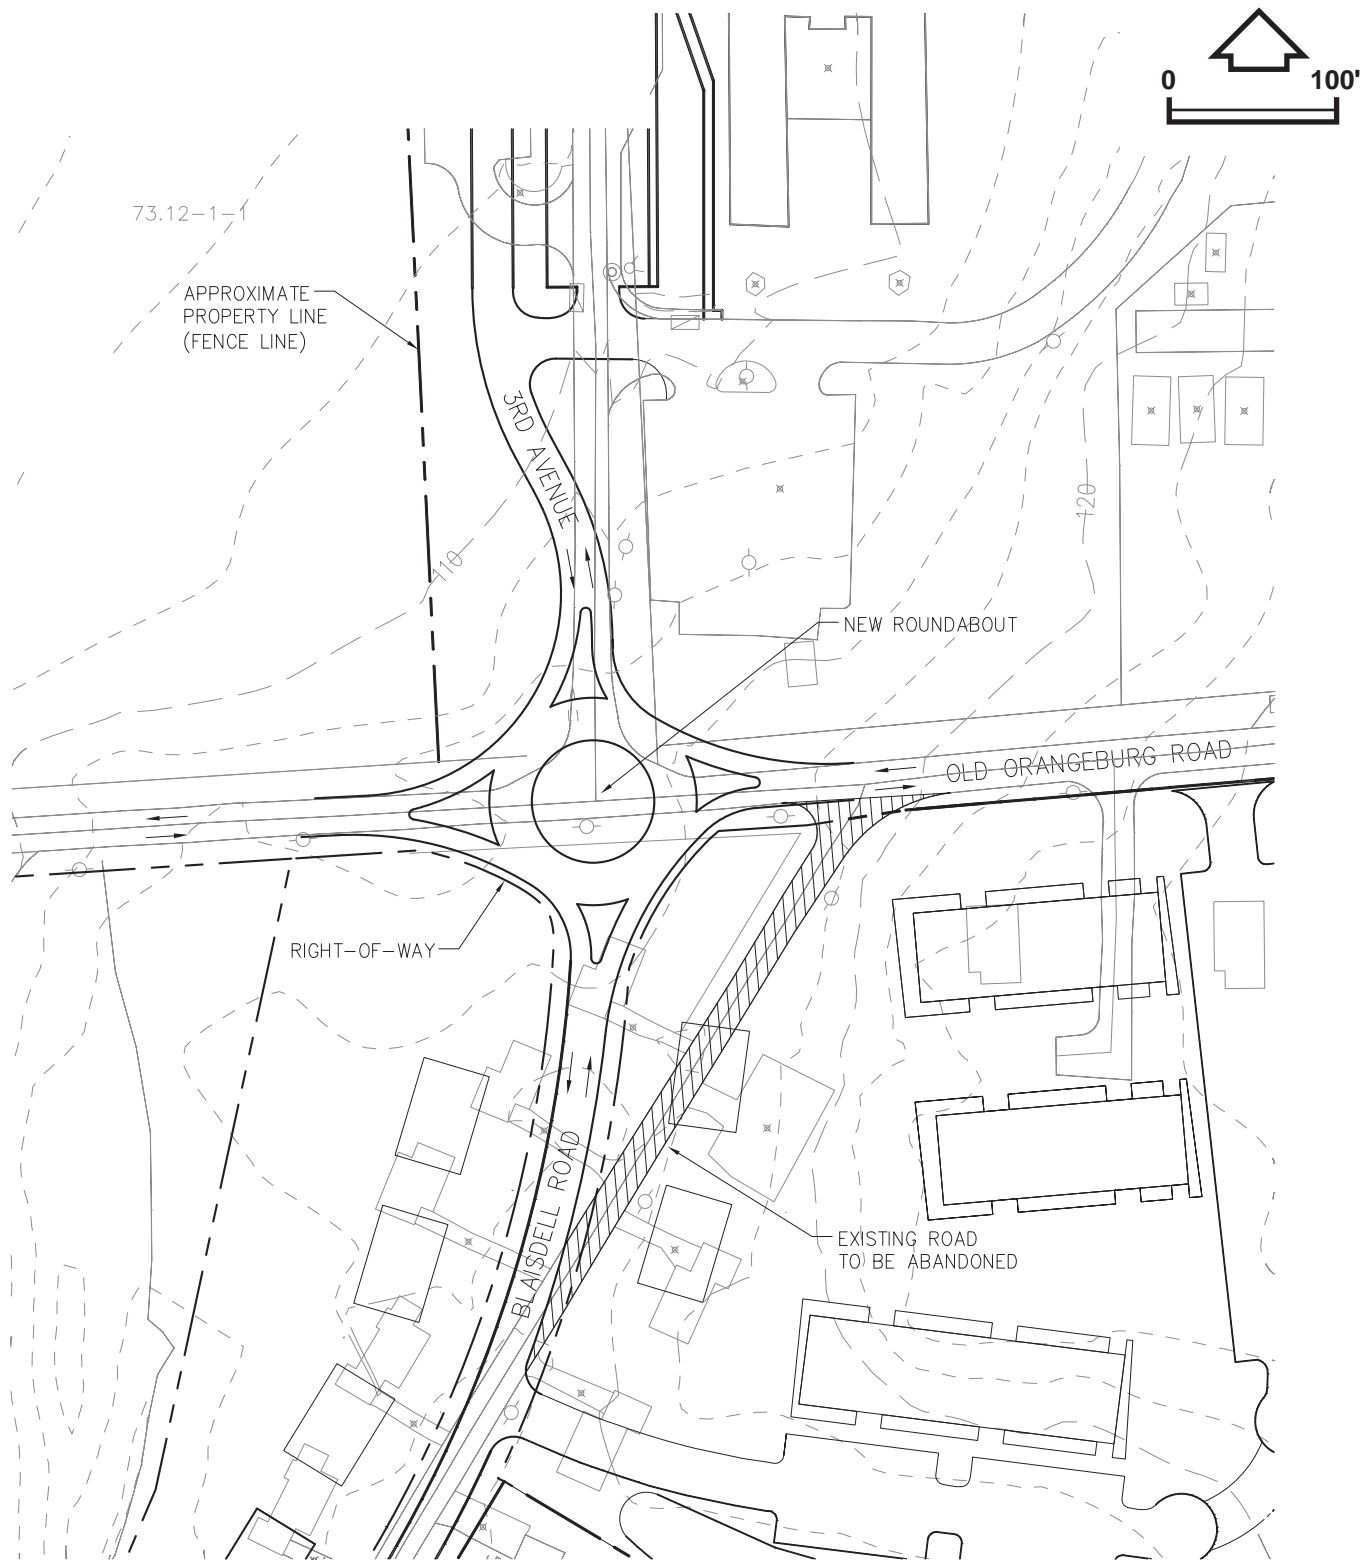 0 100'
73.12-1-1
APPROXIMATE
PROPERTY LINE
(FENCE LINE)
3RD AVENUE
120
110
NEW ROUNDABOUT
OLD ORANGEBURG ROAD
RIGHT-OF-WAY
BLAISDELL ROAD
EXISTING ROAD
TO BE ABANDONED